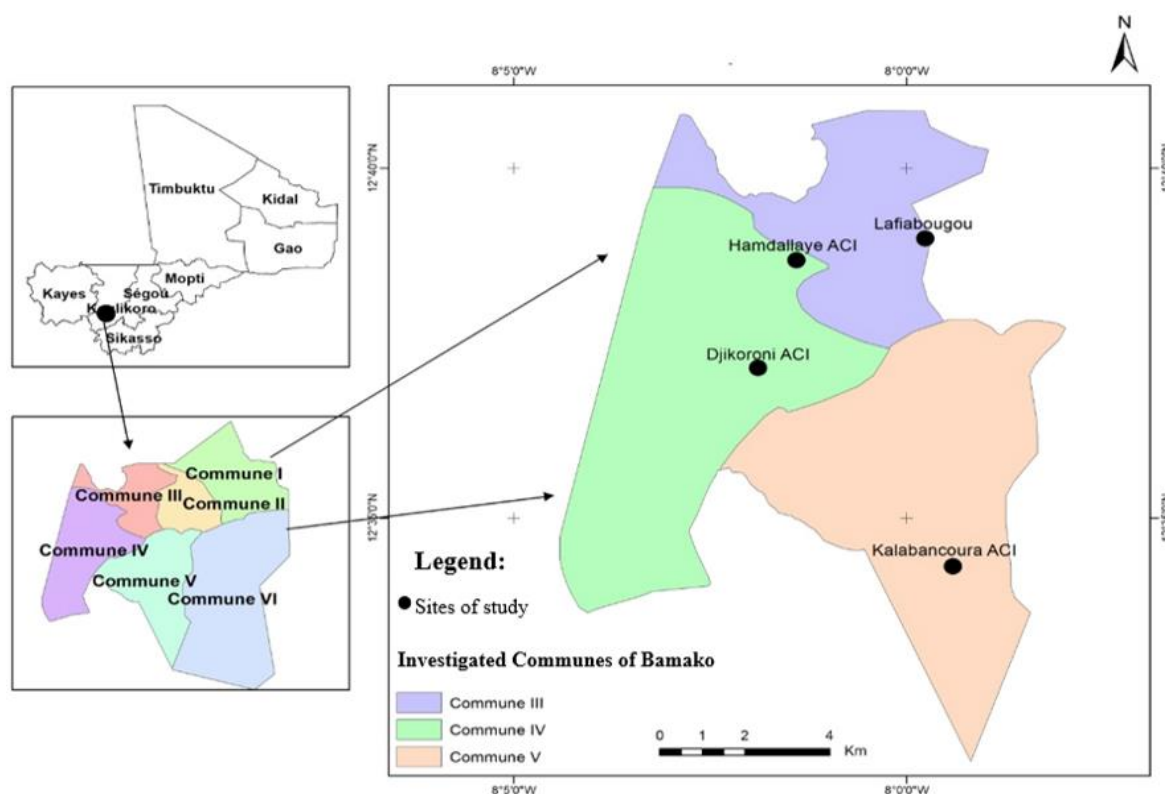 N
8°5'0"W
8°0'0"W
Timbuktu
Kidal
Gao
Mopti
Ségou
Kayes
Sikasso
12°40'0"N
12°40'0"N
Lafiabougou
Hamdallaye ACI
Djikoroni ACI
Kalabancoura ACI
Commune I
Commune II
Commune III
Commune IV
Commune V
Commune VI
Legend:
Sites of study
Investigated Communes of Bamako
Commune III
Commune IV
Commune V
0 1 2 4
Km
8°5'0"W
8°0'0"W